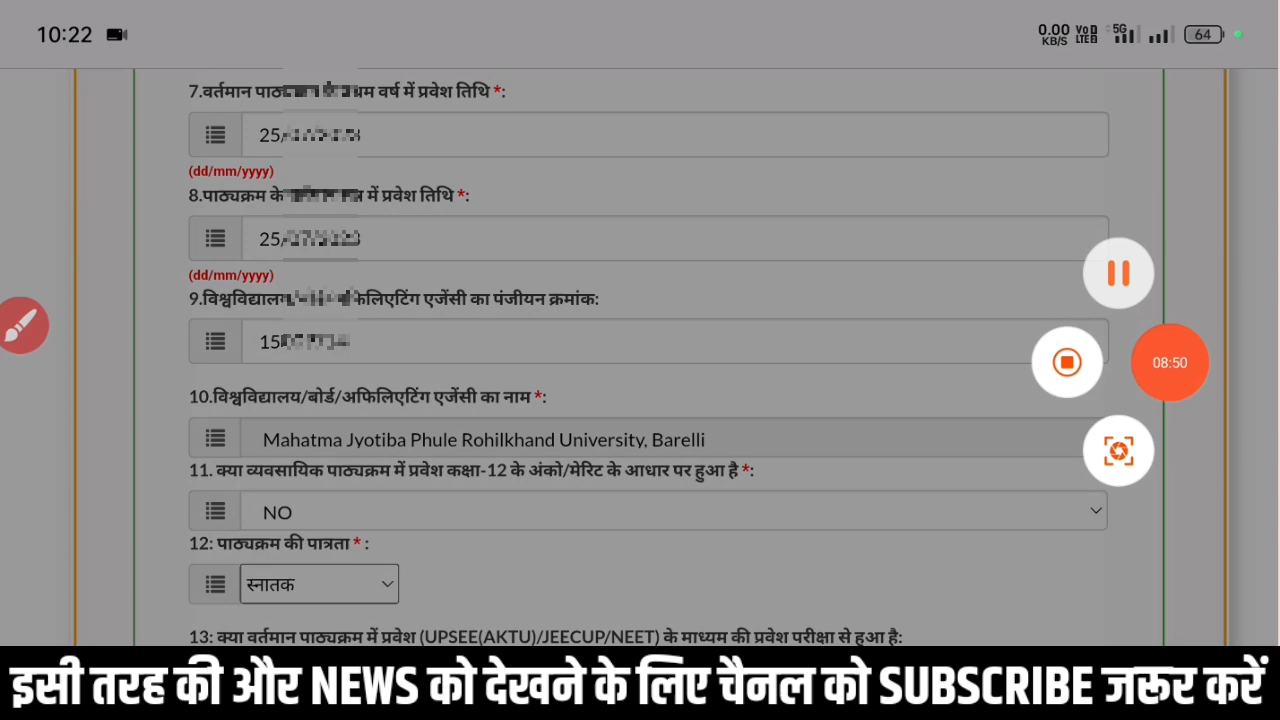 10:22
0.00 KB/S VoD LTE 2 5G 64
7.वर्तमान वर्ष में प्रवेश तिथि *:
25/
(dd/mm/yyyy)
8.पाठ्यक्रम के में प्रवेश तिथि *:
25/
(dd/mm/yyyy)
9.विश्वविद्यालय एजेंसी का पंजीयन क्रमांक:
15
10.विश्वविद्यालय/बोर्ड/अफिलिएटिंग एजेंसी का नाम *:
Mahatma Jyotiba Phule Rohilkhand University, Barelli
11. क्या व्यवसायिक पाठ्यक्रम में प्रवेश कक्षा-12 के अंको/मेरिट के आधार पर हुआ है *:
NO
12: पाठ्यक्रम की पात्रता * :
स्नातक
13: क्या वर्तमान पाठ्यक्रम में प्रवेश (UPSEE(AKTU)/JEECUP/NEET) के माध्यम की प्रवेश परीक्षा से हुआ है:
08:50
इसी तरह की और NEWS को देखने के लिए चैनल को SUBSCRIBE जरूर करें